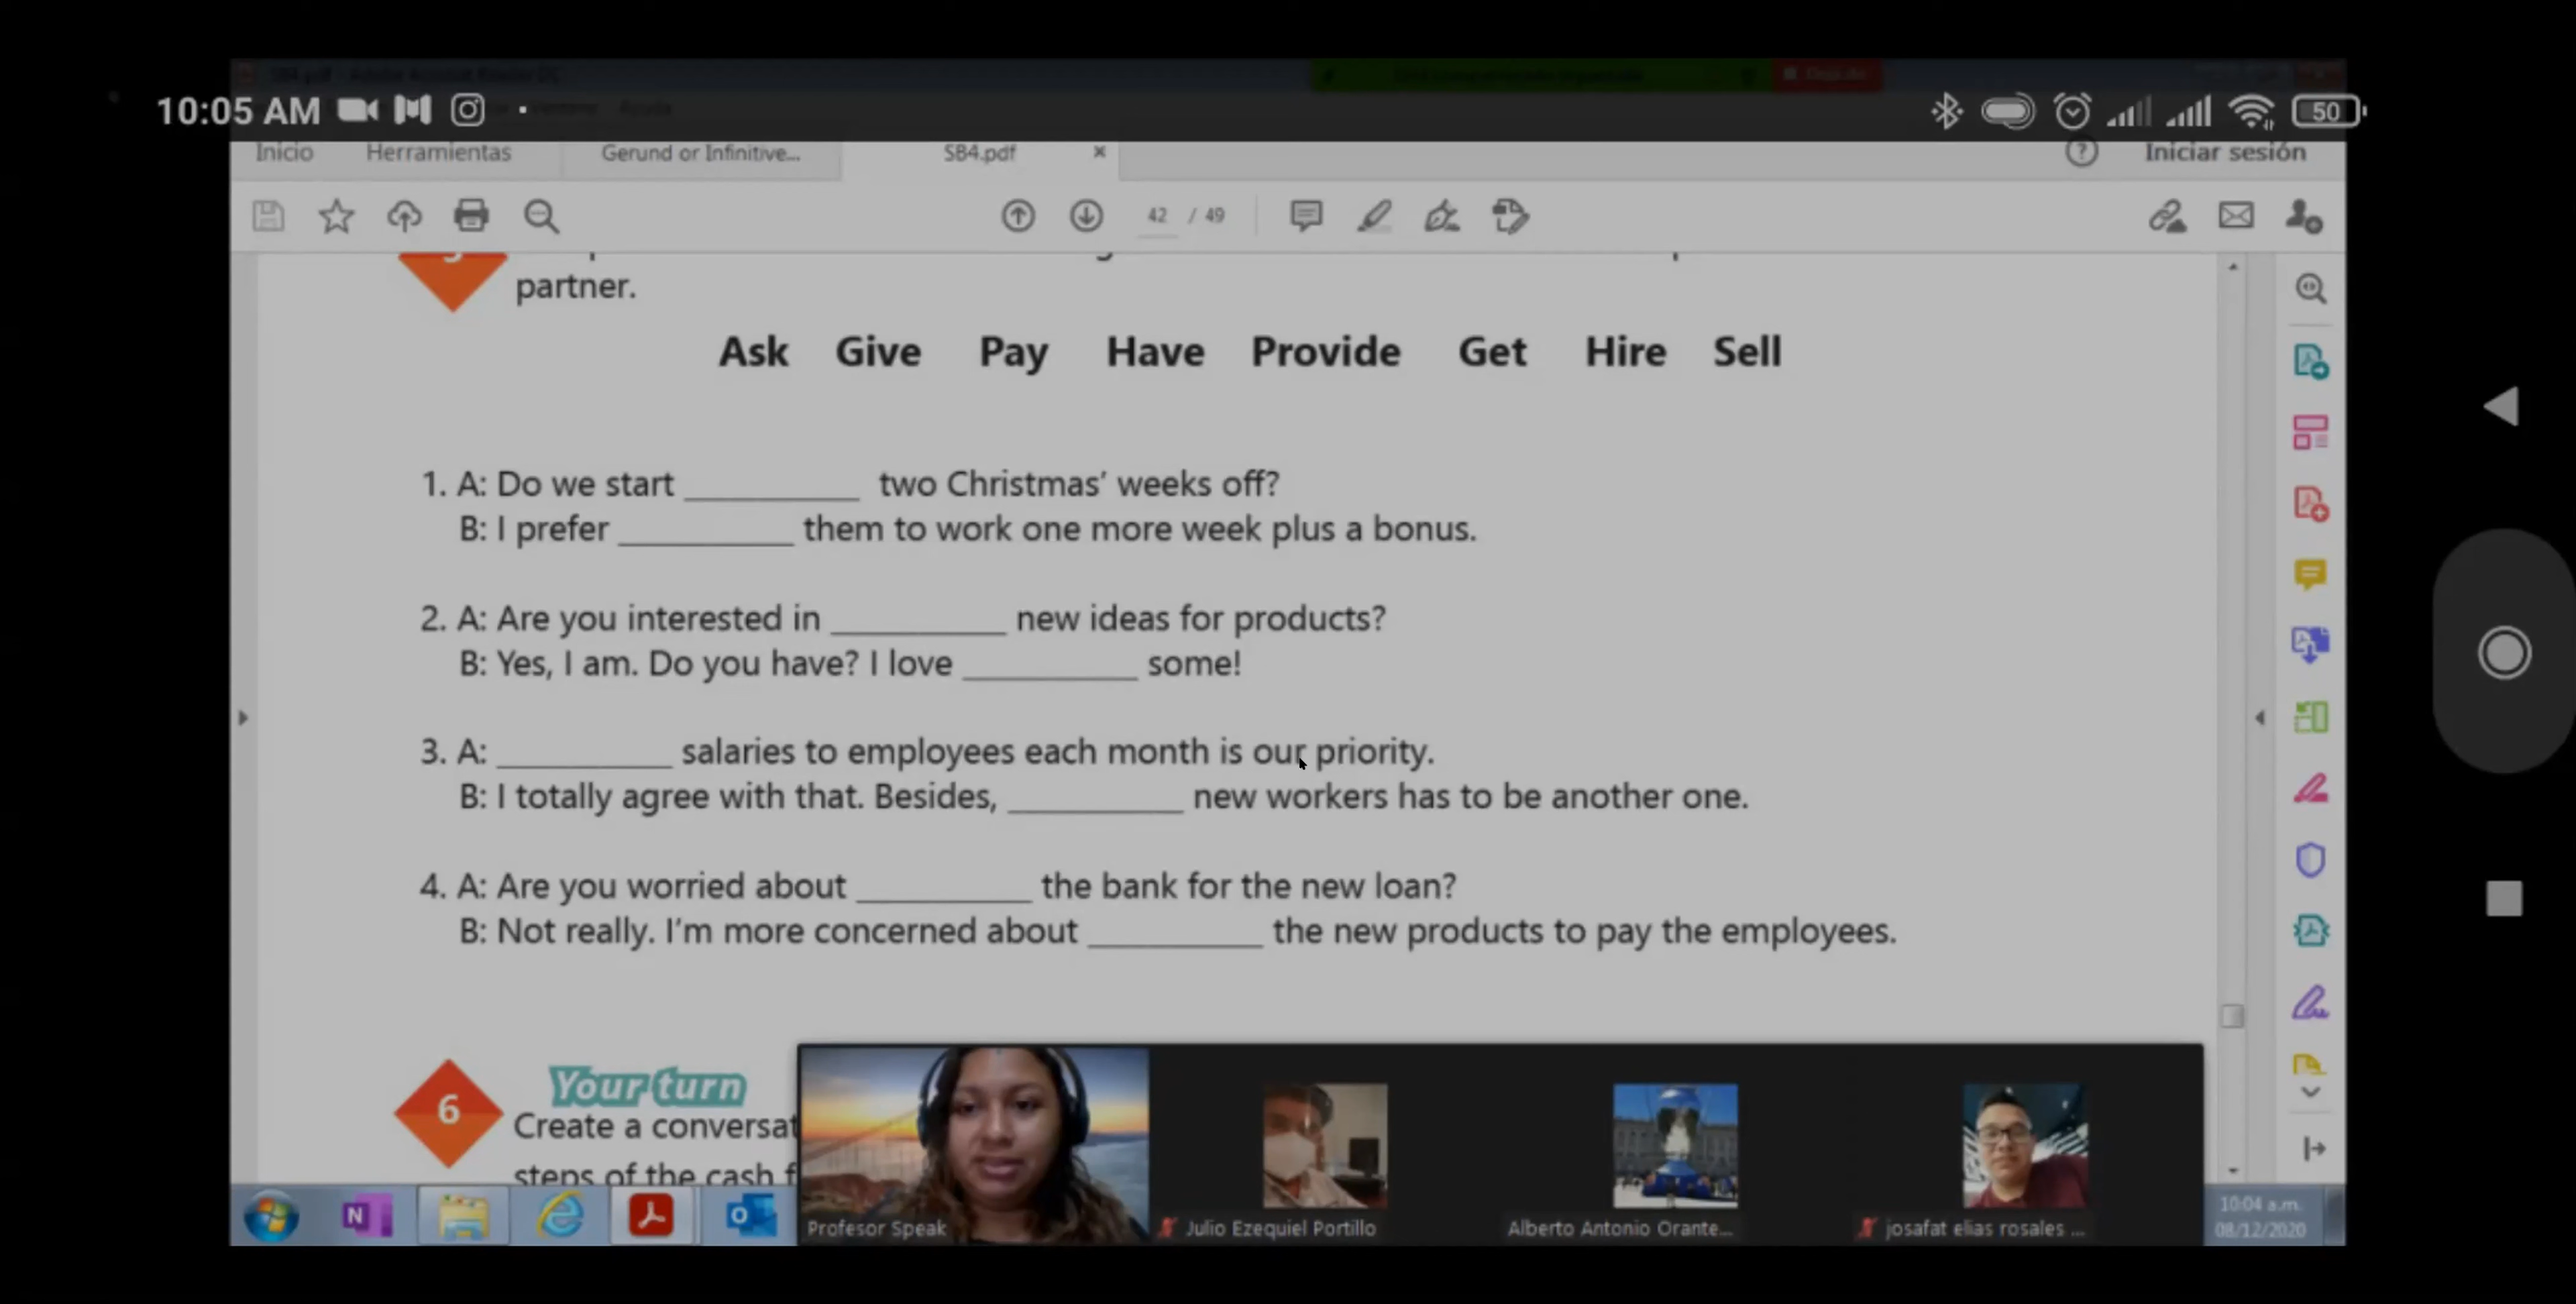 10:05 AM
50
Inicio Herramientas Gerund or Infinitive... SB4.pdf × ? Iniciar sesión
42 / 49
partner.
Ask Give Pay Have Provide Get Hire Sell
1. A: Do we start __________ two Christmas’ weeks off?
B: I prefer __________ them to work one more week plus a bonus.
2. A: Are you interested in __________ new ideas for products?
B: Yes, I am. Do you have? I love __________ some!
3. A: __________ salaries to employees each month is our priority.
B: I totally agree with that. Besides, __________ new workers has to be another one.
4. A: Are you worried about __________ the bank for the new loan?
B: Not really. I’m more concerned about __________ the new products to pay the employees.
6 Your turn
Create a conversat
steps of the cash f
Profesor Speak
Julio Ezequiel Portillo
Alberto Antonio Orante...
josafat elias rosales ...
10:04 a.m.
08/12/2020